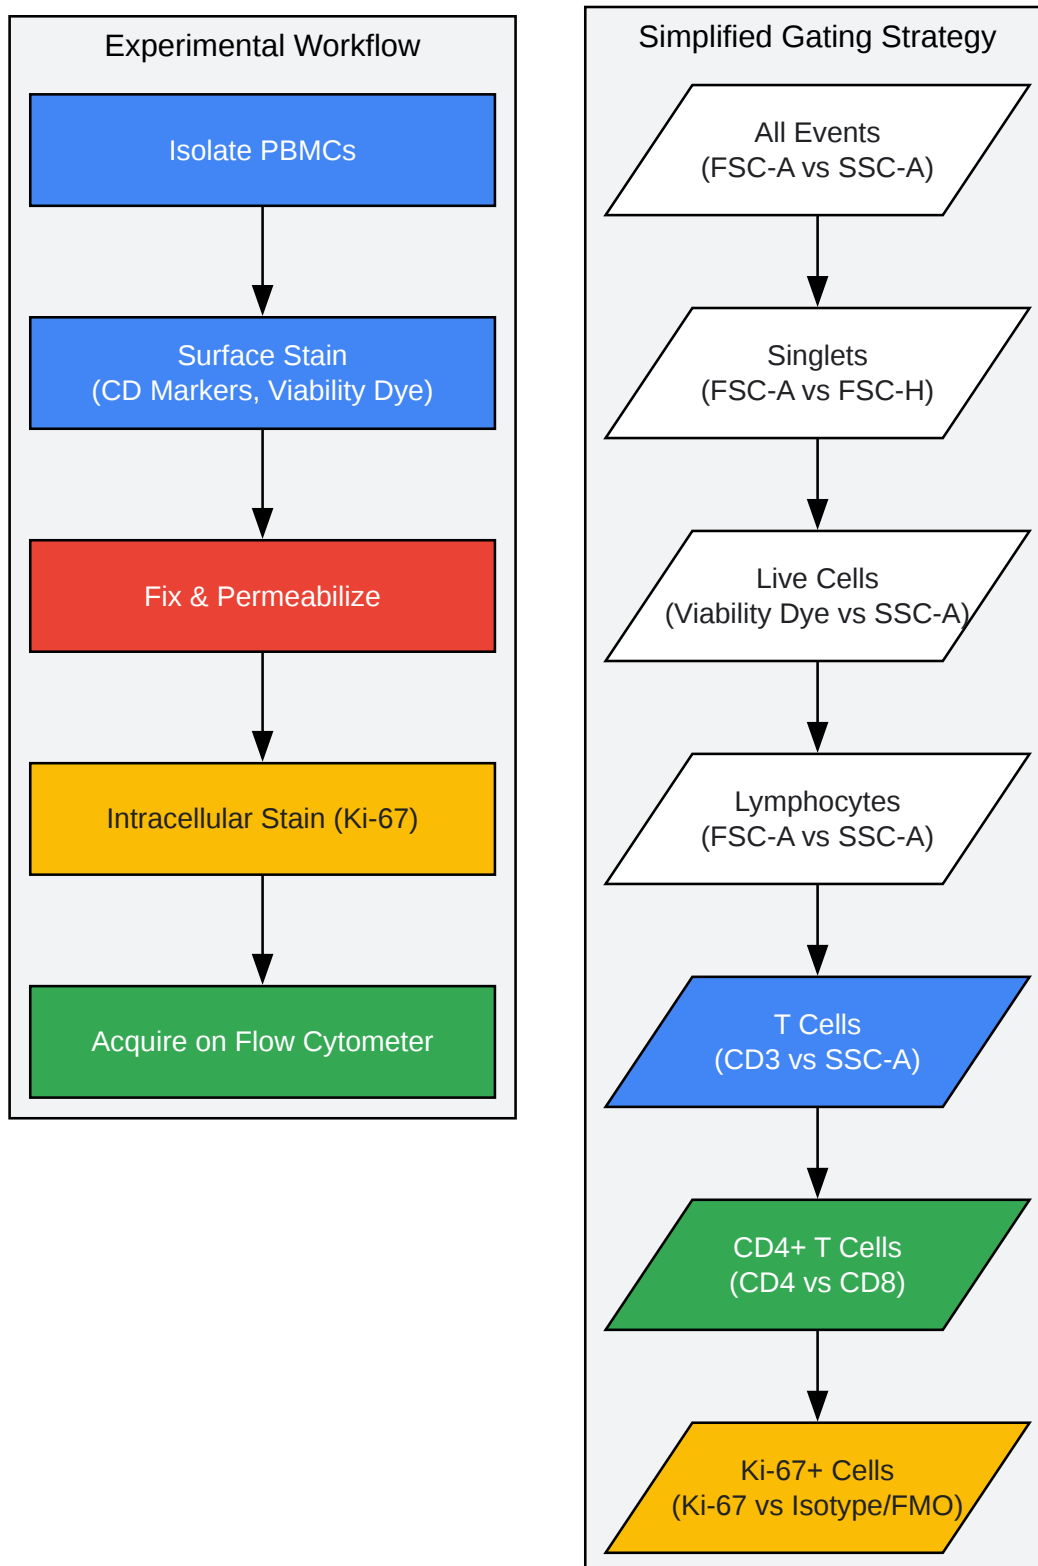 Experimental Workflow
Isolate PBMCs
Surface Stain
(CD Markers, Viability Dye)
Fix & Permeabilize
Intracellular Stain (Ki-67)
Acquire on Flow Cytometer
Simplified Gating Strategy
All Events
(FSC-A vs SSC-A)
Singlets
(FSC-A vs FSC-H)
Live Cells
(Viability Dye vs SSC-A)
Lymphocytes
(FSC-A vs SSC-A)
T Cells
(CD3 vs SSC-A)
CD4+ T Cells
(CD4 vs CD8)
Ki-67+ Cells
(Ki-67 vs Isotype/FMO)